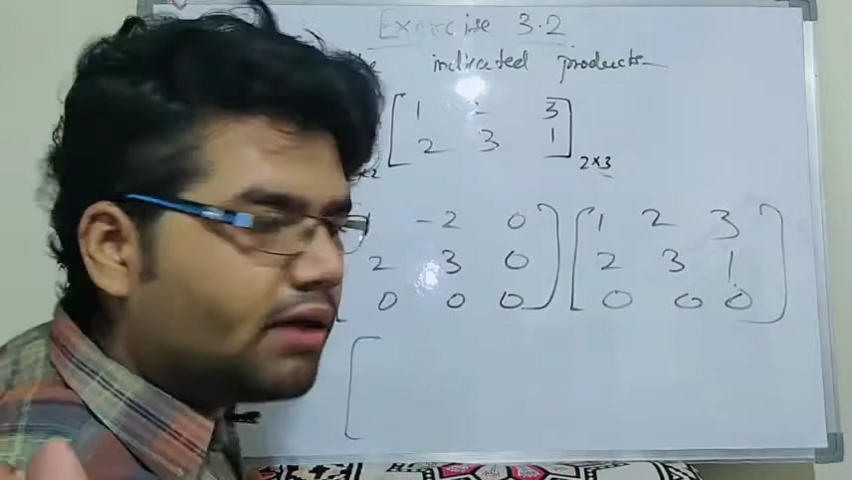 Exercise 3.2
indicated products
1 2 3
2 3 1
2×3
-2 0 1 2 3
2 3 0 2 3 1
0 0 0 0 0 0